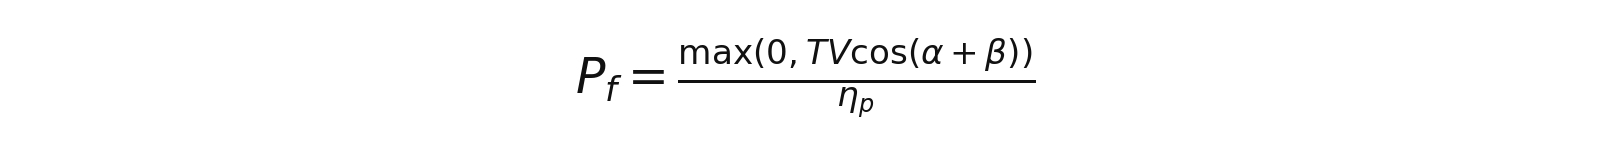 P_f = \frac{\max(0, TV\cos(\alpha + \beta))}{\eta_p}